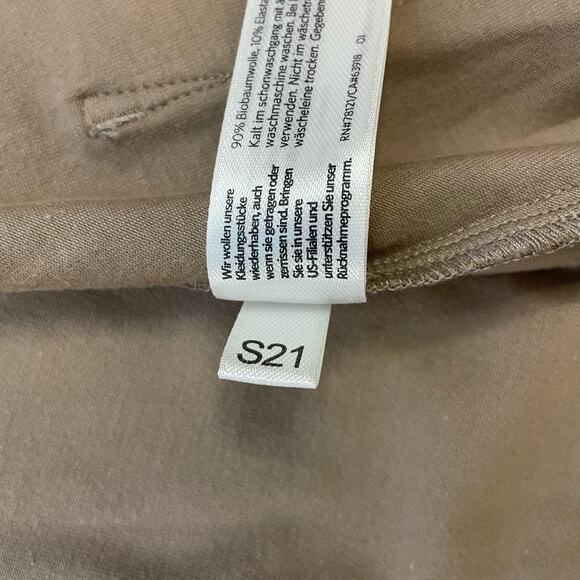 90% Biobaumwolle, 10% Elasta
Kalt im schonwaschgang mit ä
waschmaschine waschen. Bei
verwenden. Nicht im wäschetr
wäscheleine trocken. Gegeben
RN#78121/CA#63918 01
Wir wollen unsere
Kleidungsstücke
wiederhaben, auch
wenn sie getragen oder
zerrissen sind. Bringen
Sie sie in unsere
US-Filialen und
unterstützen Sie unser
Rücknahmeprogramm.
S21